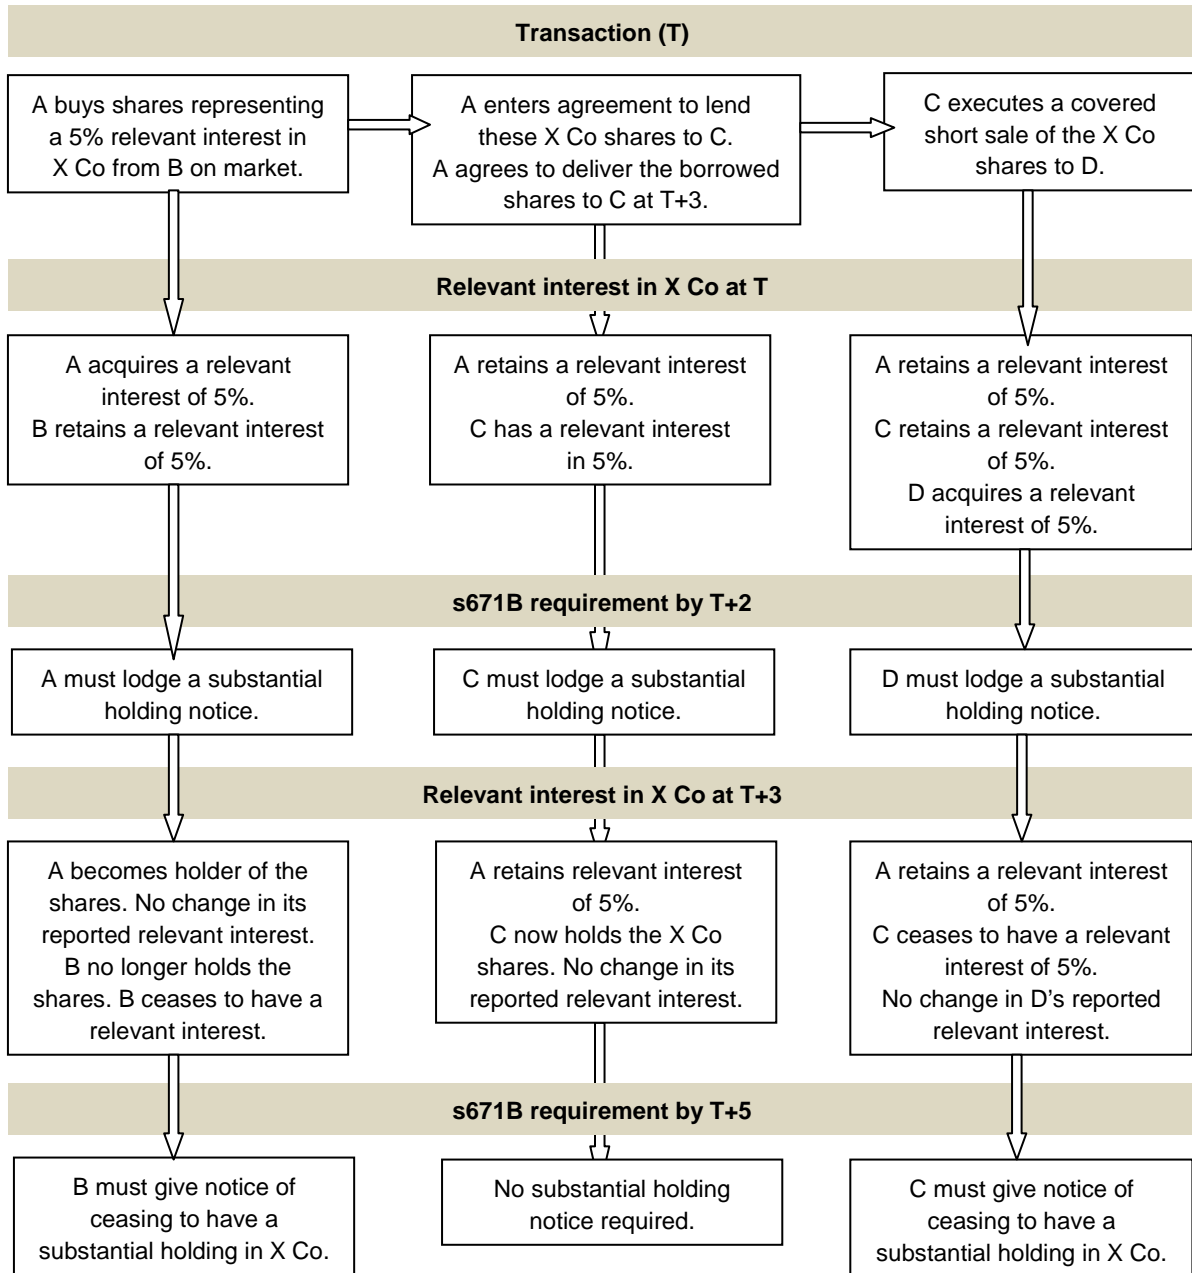 Transaction (T)
A buys shares representing
a 5% relevant interest in
X Co from B on market.
A enters agreement to lend
these X Co shares to C.
A agrees to deliver the borrowed
shares to C at T+3.
C executes a covered
short sale of the X Co
shares to D.
Relevant interest in X Co at T
A acquires a relevant
interest of 5%.
B retains a relevant interest
of 5%.
A retains a relevant interest
of 5%.
C has a relevant interest
in 5%.
A retains a relevant interest
of 5%.
C retains a relevant interest
of 5%.
D acquires a relevant
interest of 5%.
s671B requirement by T+2
A must lodge a substantial
holding notice.
C must lodge a substantial
holding notice.
D must lodge a substantial
holding notice.
Relevant interest in X Co at T+3
A becomes holder of the
shares. No change in its
reported relevant interest.
B no longer holds the
shares. B ceases to have a
relevant interest.
A retains relevant interest
of 5%.
C now holds the X Co
shares. No change in its
reported relevant interest.
A retains a relevant interest
of 5%.
C ceases to have a relevant
interest of 5%.
No change in D’s reported
relevant interest.
s671B requirement by T+5
B must give notice of
ceasing to have a
substantial holding in X Co.
No substantial holding
notice required.
C must give notice of
ceasing to have a
substantial holding in X Co.